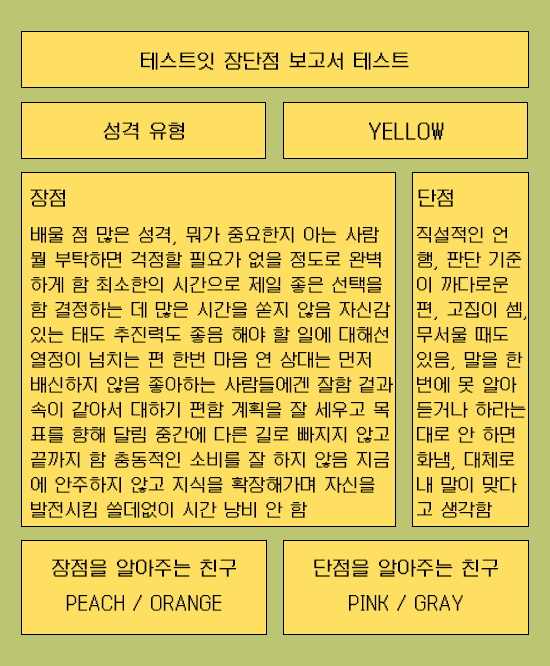 테스트잇 장단점 보고서 테스트
성격 유형
YELLOW
장점
배울 점 많은 성격, 뭐가 중요한지 아는 사람
뭘 부탁하면 걱정할 필요가 없을 정도로 완벽
하게 함 최소한의 시간으로 제일 좋은 선택을
함 결정하는 데 많은 시간을 쏟지 않음 자신감
있는 태도 추진력도 좋음 해야 할 일에 대해선
열정이 넘치는 편 한번 마음 연 상대는 먼저
배신하지 않음 좋아하는 사람들에겐 잘함 겉과
속이 같아서 대하기 편함 계획을 잘 세우고 목
표를 향해 달림 중간에 다른 길로 빠지지 않고
끝까지 함 충동적인 소비를 잘 하지 않음 지금
에 안주하지 않고 지식을 확장해가며 자신을
발전시킴 쓸데없이 시간 낭비 안 함
단점
직설적인 언
행, 판단 기준
이 까다로운
편, 고집이 셈,
무서울 때도
있음, 말을 한
번에 못 알아
듣거나 하라는
대로 안 하면
화냄, 대체로
내 말이 맞다
고 생각함
장점을 알아주는 친구
PEACH / ORANGE
단점을 알아주는 친구
PINK / GRAY